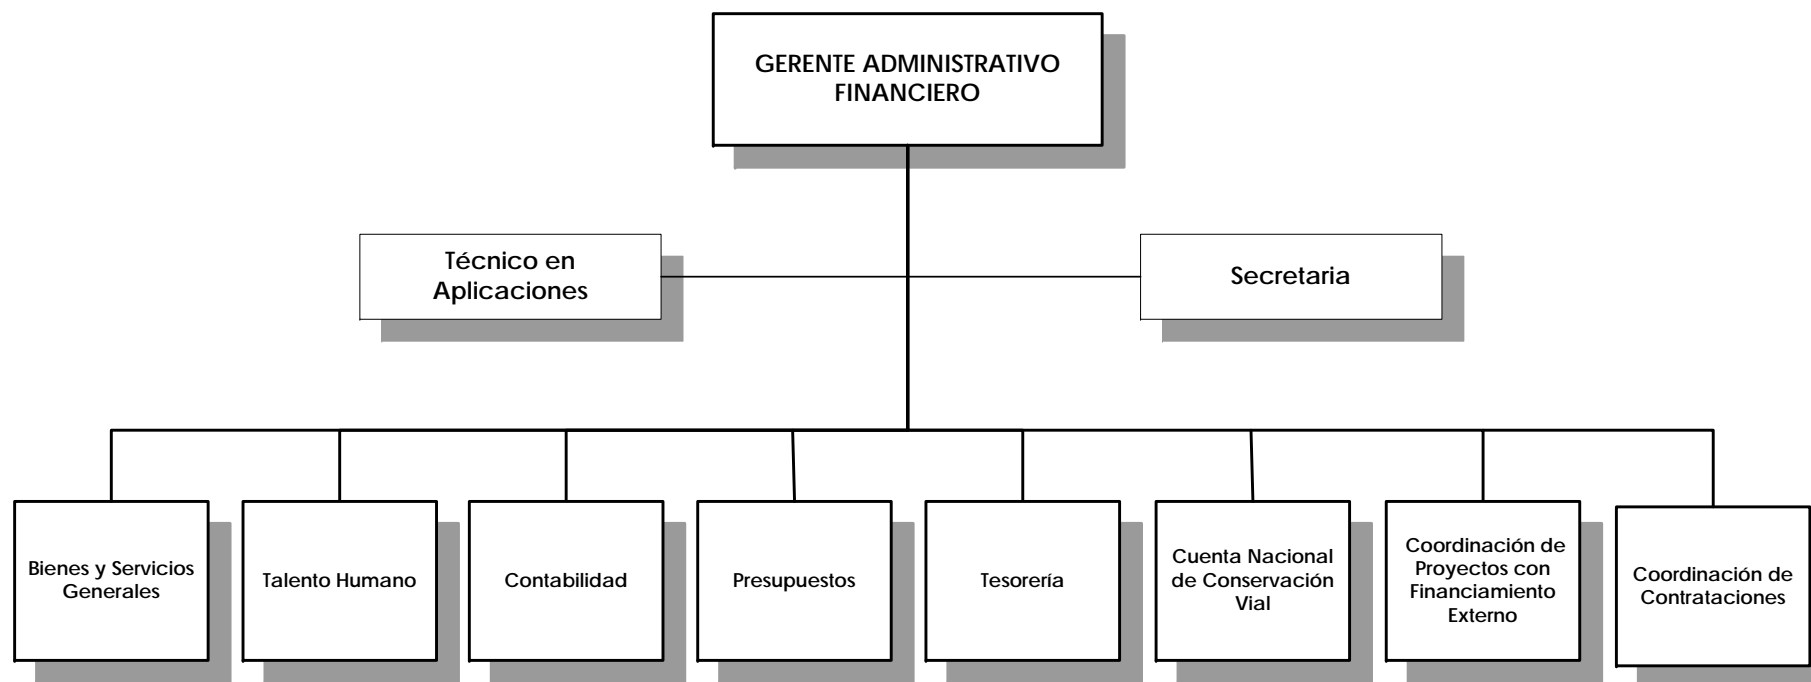 GERENTE ADMINISTRATIVO
FINANCIERO
Técnico en
Aplicaciones
Secretaria
Bienes y Servicios
Generales
Talento Humano
Contabilidad
Presupuestos
Tesorería
Cuenta Nacional
de Conservación
Vial
Coordinación de
Proyectos con
Financiamiento
Externo
Coordinación de
Contrataciones